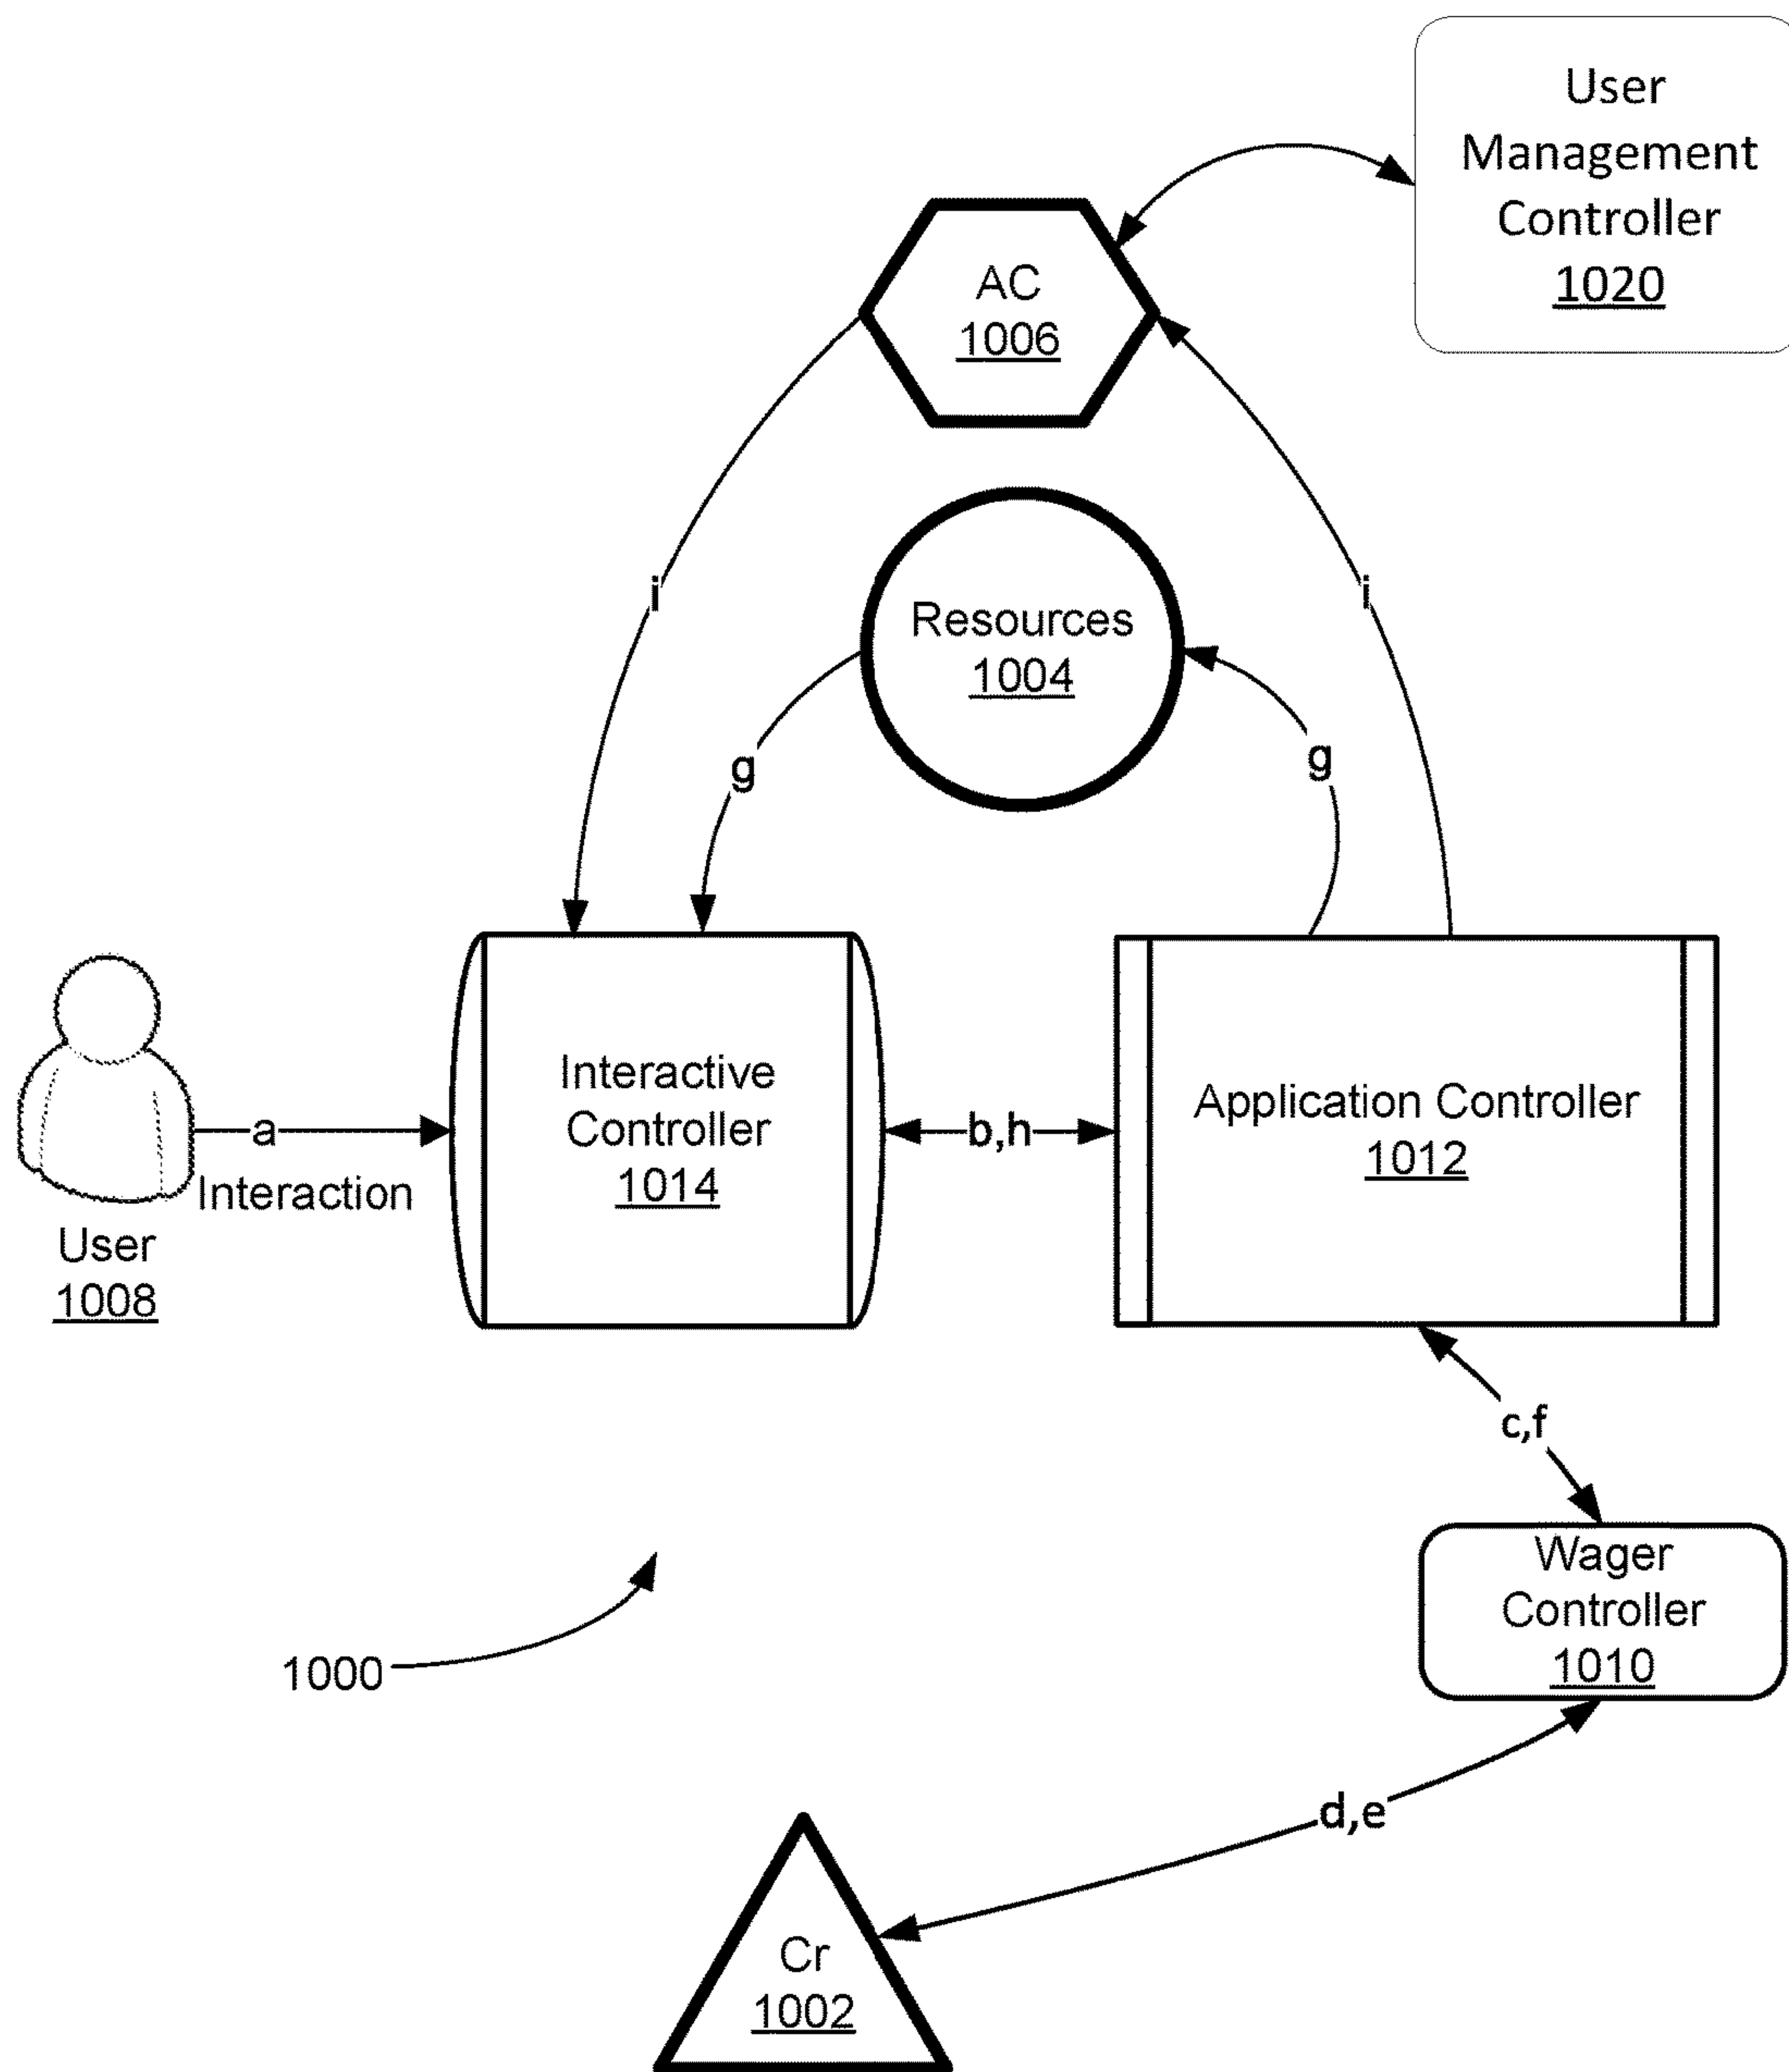 User
Management
Controller
1020
AC
1006
i
i
Resources
1004
g
g
Interactive
Controller
1014
Application Controller
1012
a
b,h
Interaction
User
1008
c,f
Wager
Controller
1010
1000
d,e
Cr
1002